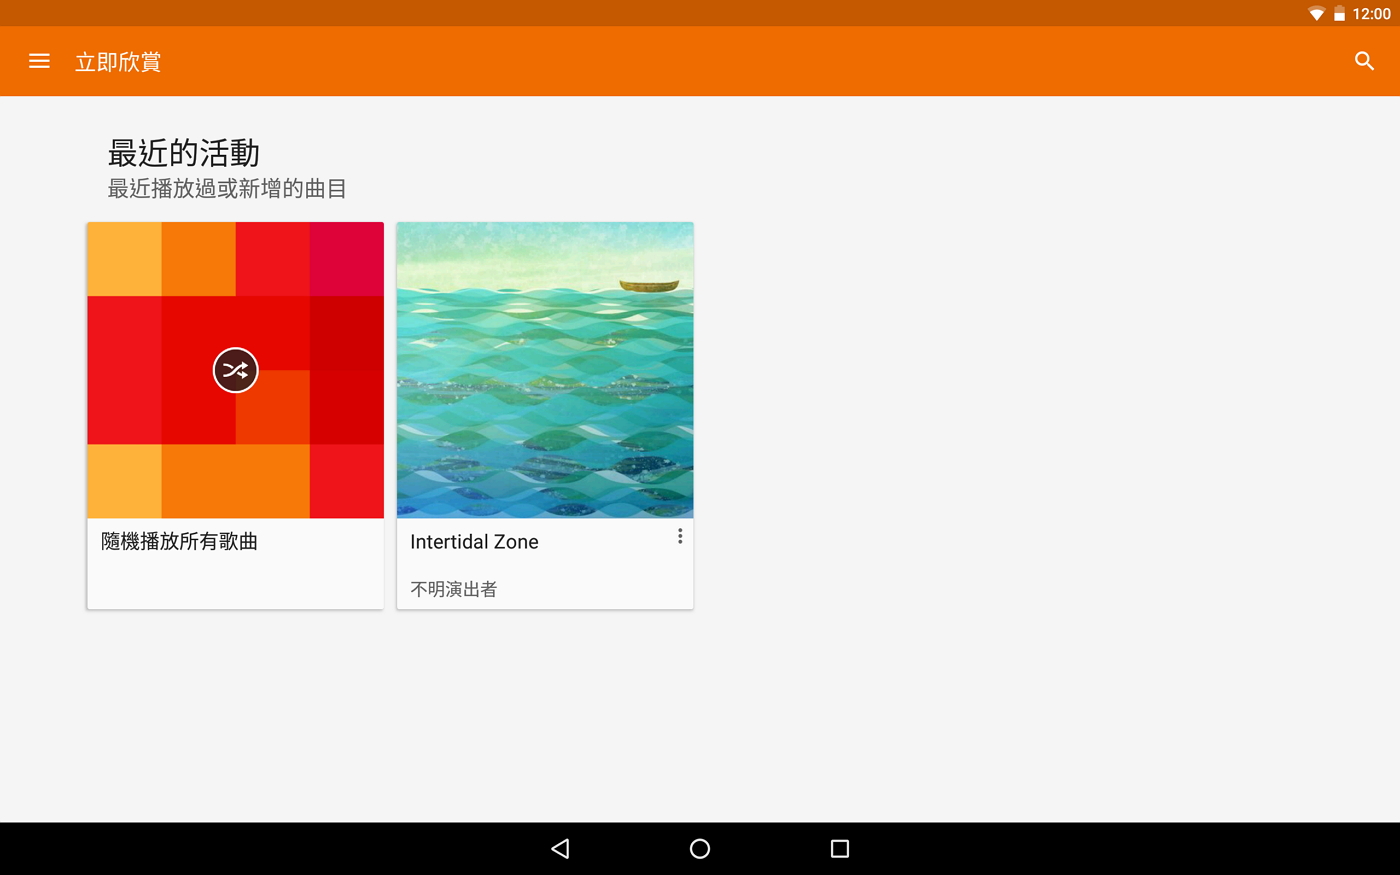 12:00
立即欣賞
最近的活動
最近播放過或新增的曲目
隨機播放所有歌曲
Intertidal Zone
不明演出者